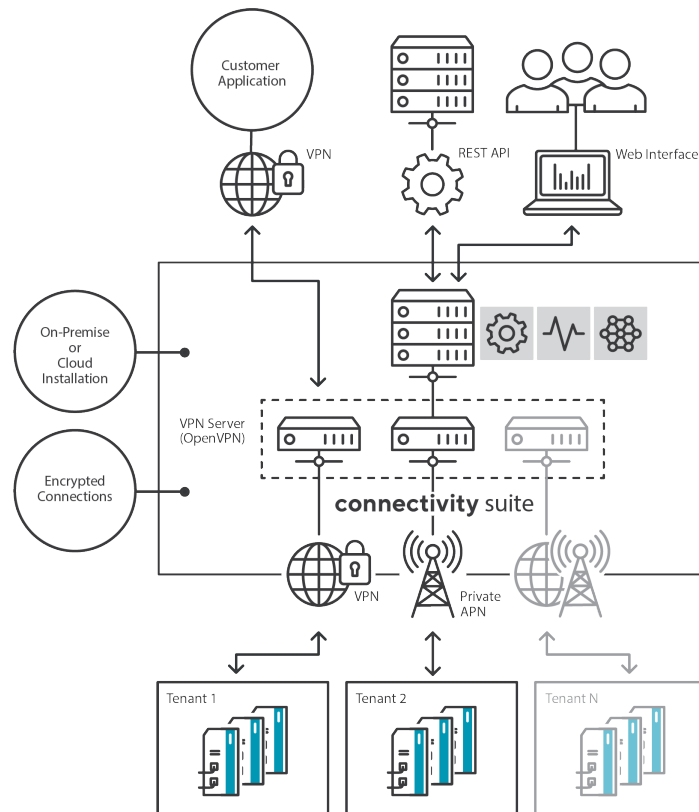 Customer
Application
VPN
REST API
Web Interface
On-Premise
or
Cloud
Installation
VPN Server
(OpenVPN)
Encrypted
Connections
connectivity suite
VPN
Private
APN
Tenant 1
Tenant 2
Tenant N